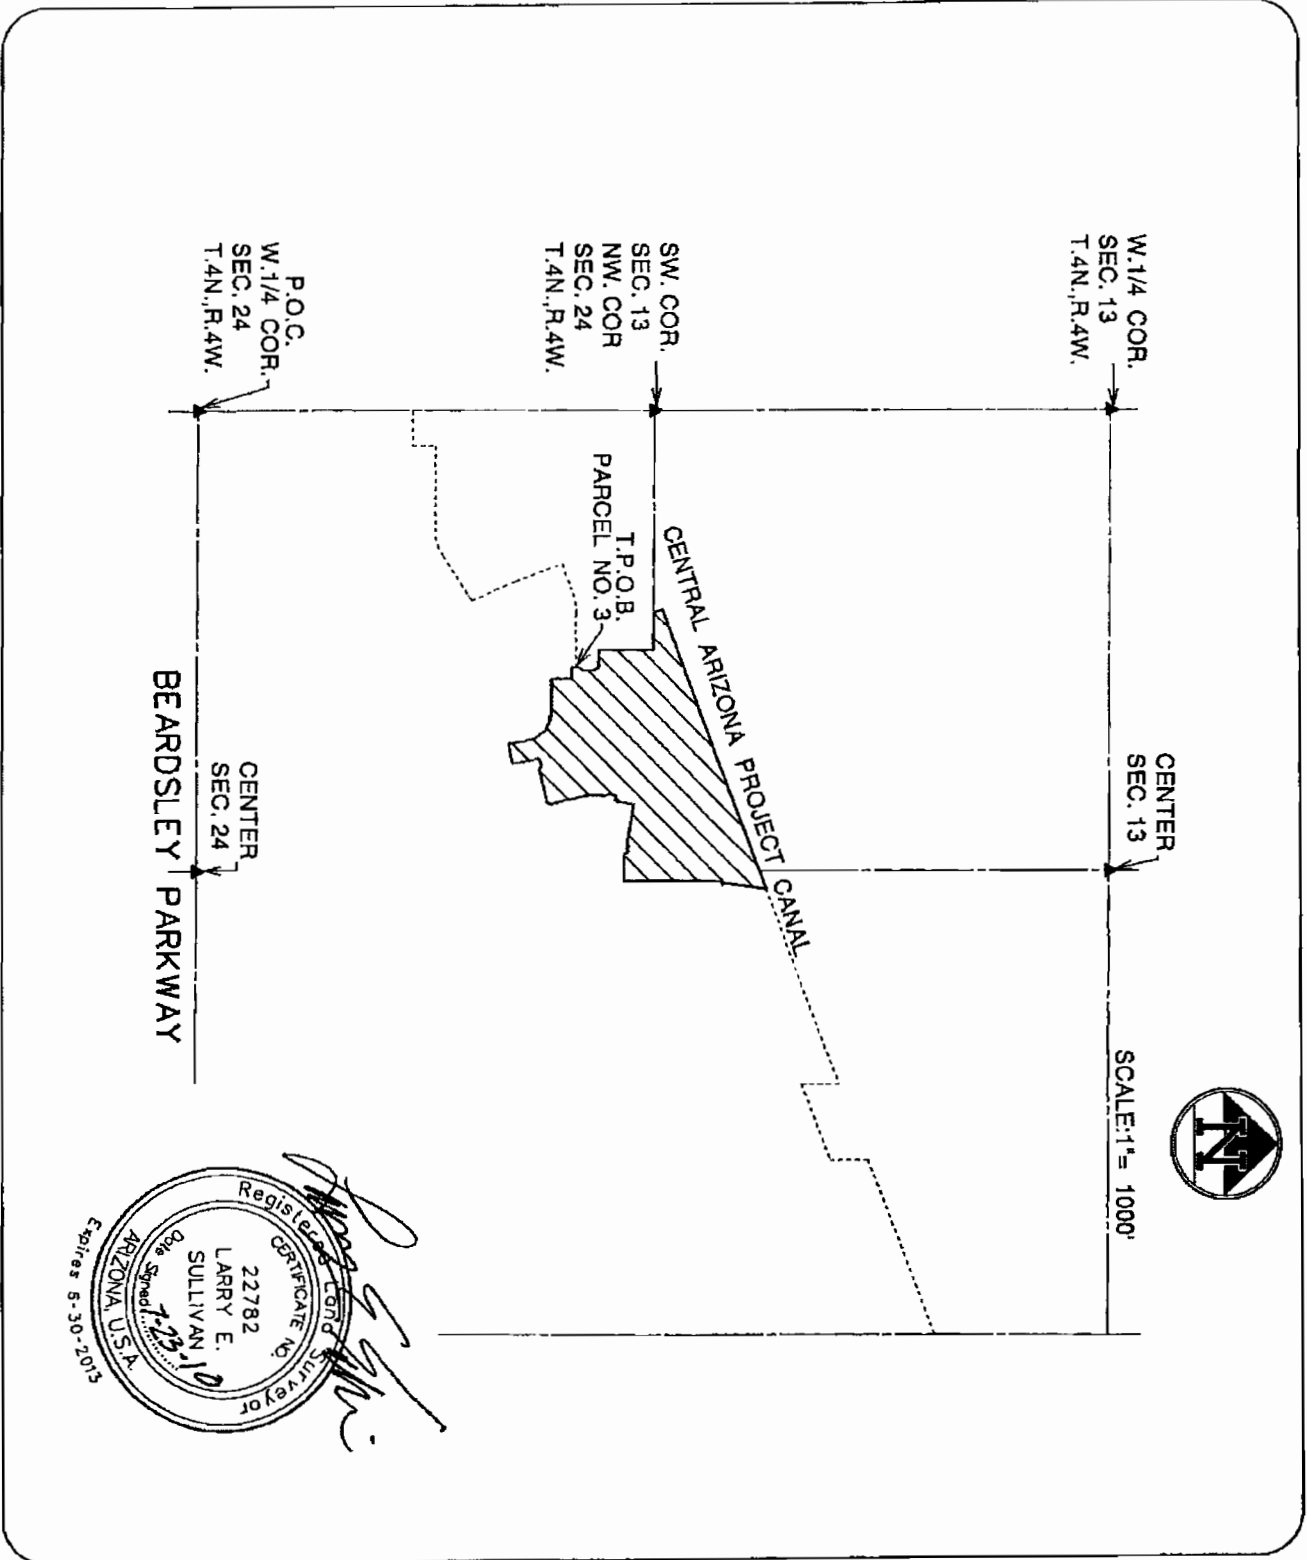 N
SCALE:1"= 1000'
W.1/4 COR.
SEC. 13
T.4N.,R.4W.
CENTER
SEC. 13
CENTRAL ARIZONA PROJECT CANAL
SW. COR.
SEC. 13
NW. COR
SEC. 24
T.4N.,R.4W.
T.P.O.B.
PARCEL NO. 3
P.O.C.
W.1/4 COR.
SEC. 24
T.4N.,R.4W.
CENTER
SEC. 24
BEARDSLEY PARKWAY
Registered Land Surveyor
CERTIFICATE NO.
22782
LARRY E.
SULLIVAN
Date Signed 7-23-10
ARIZONA, U.S.A.
Expires 6-30-2013